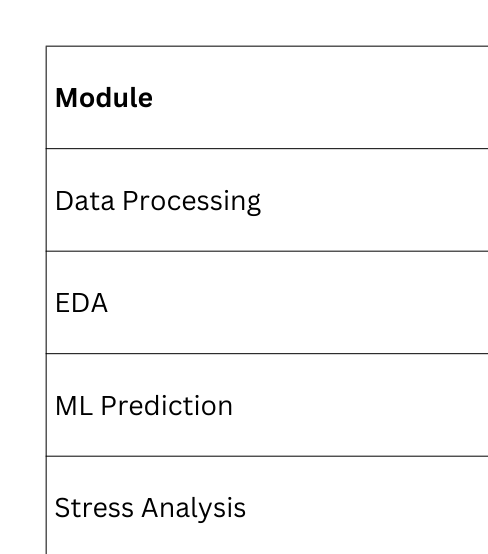 Module
Data Processing
EDA
ML Prediction
Stress Analysis